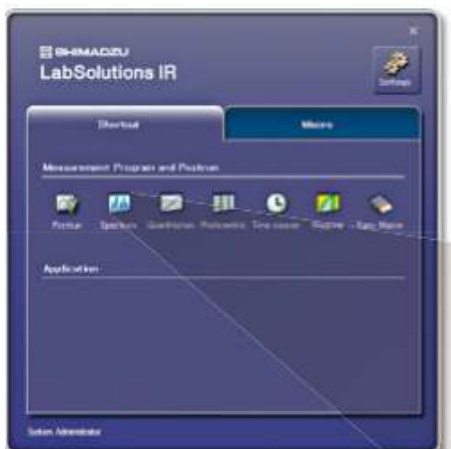 SHIMADZU
LabSolutions IR
Settings
Shortcut
Macro
Measurement Program and Postrun
Postrun Spectrum Quantitation Photometric Time course Mapping Easy Macro
Application
System Administrator